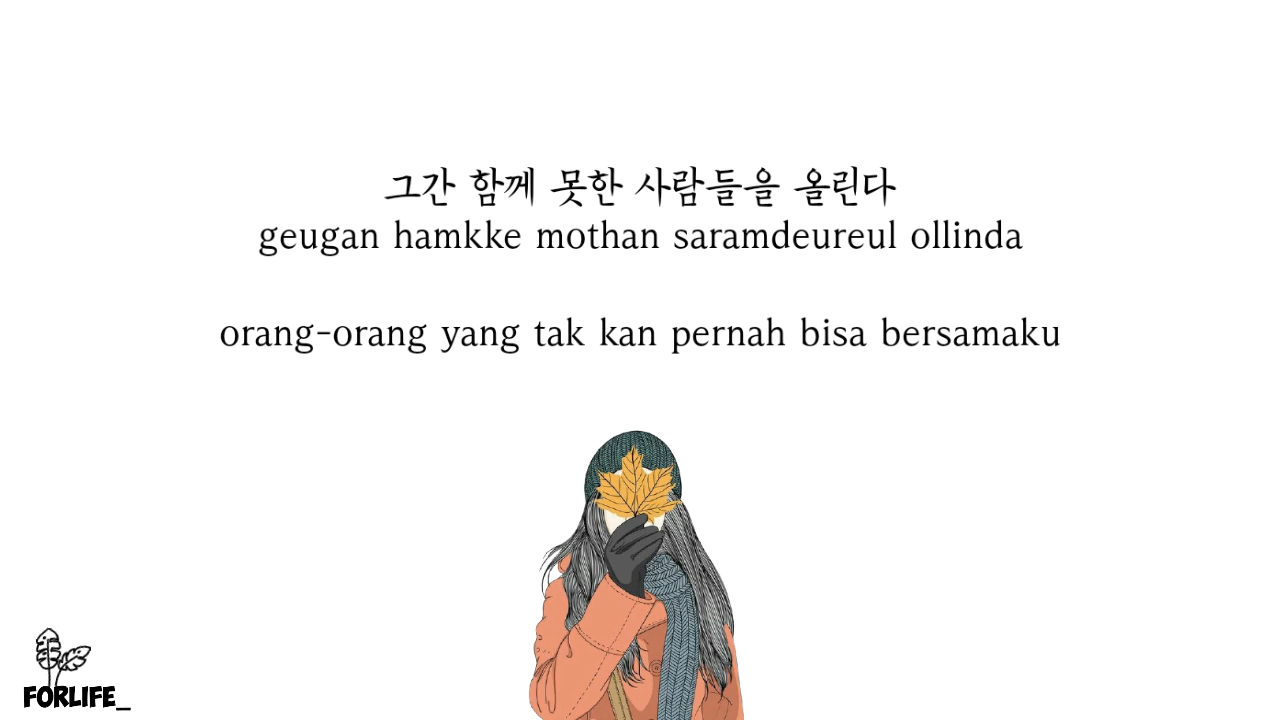 그간 함께 못한 사람들을 올린다
geugan hamkke mothan saramdeureul ollinda
orang-orang yang tak kan pernah bisa bersamaku
FORLIFE_